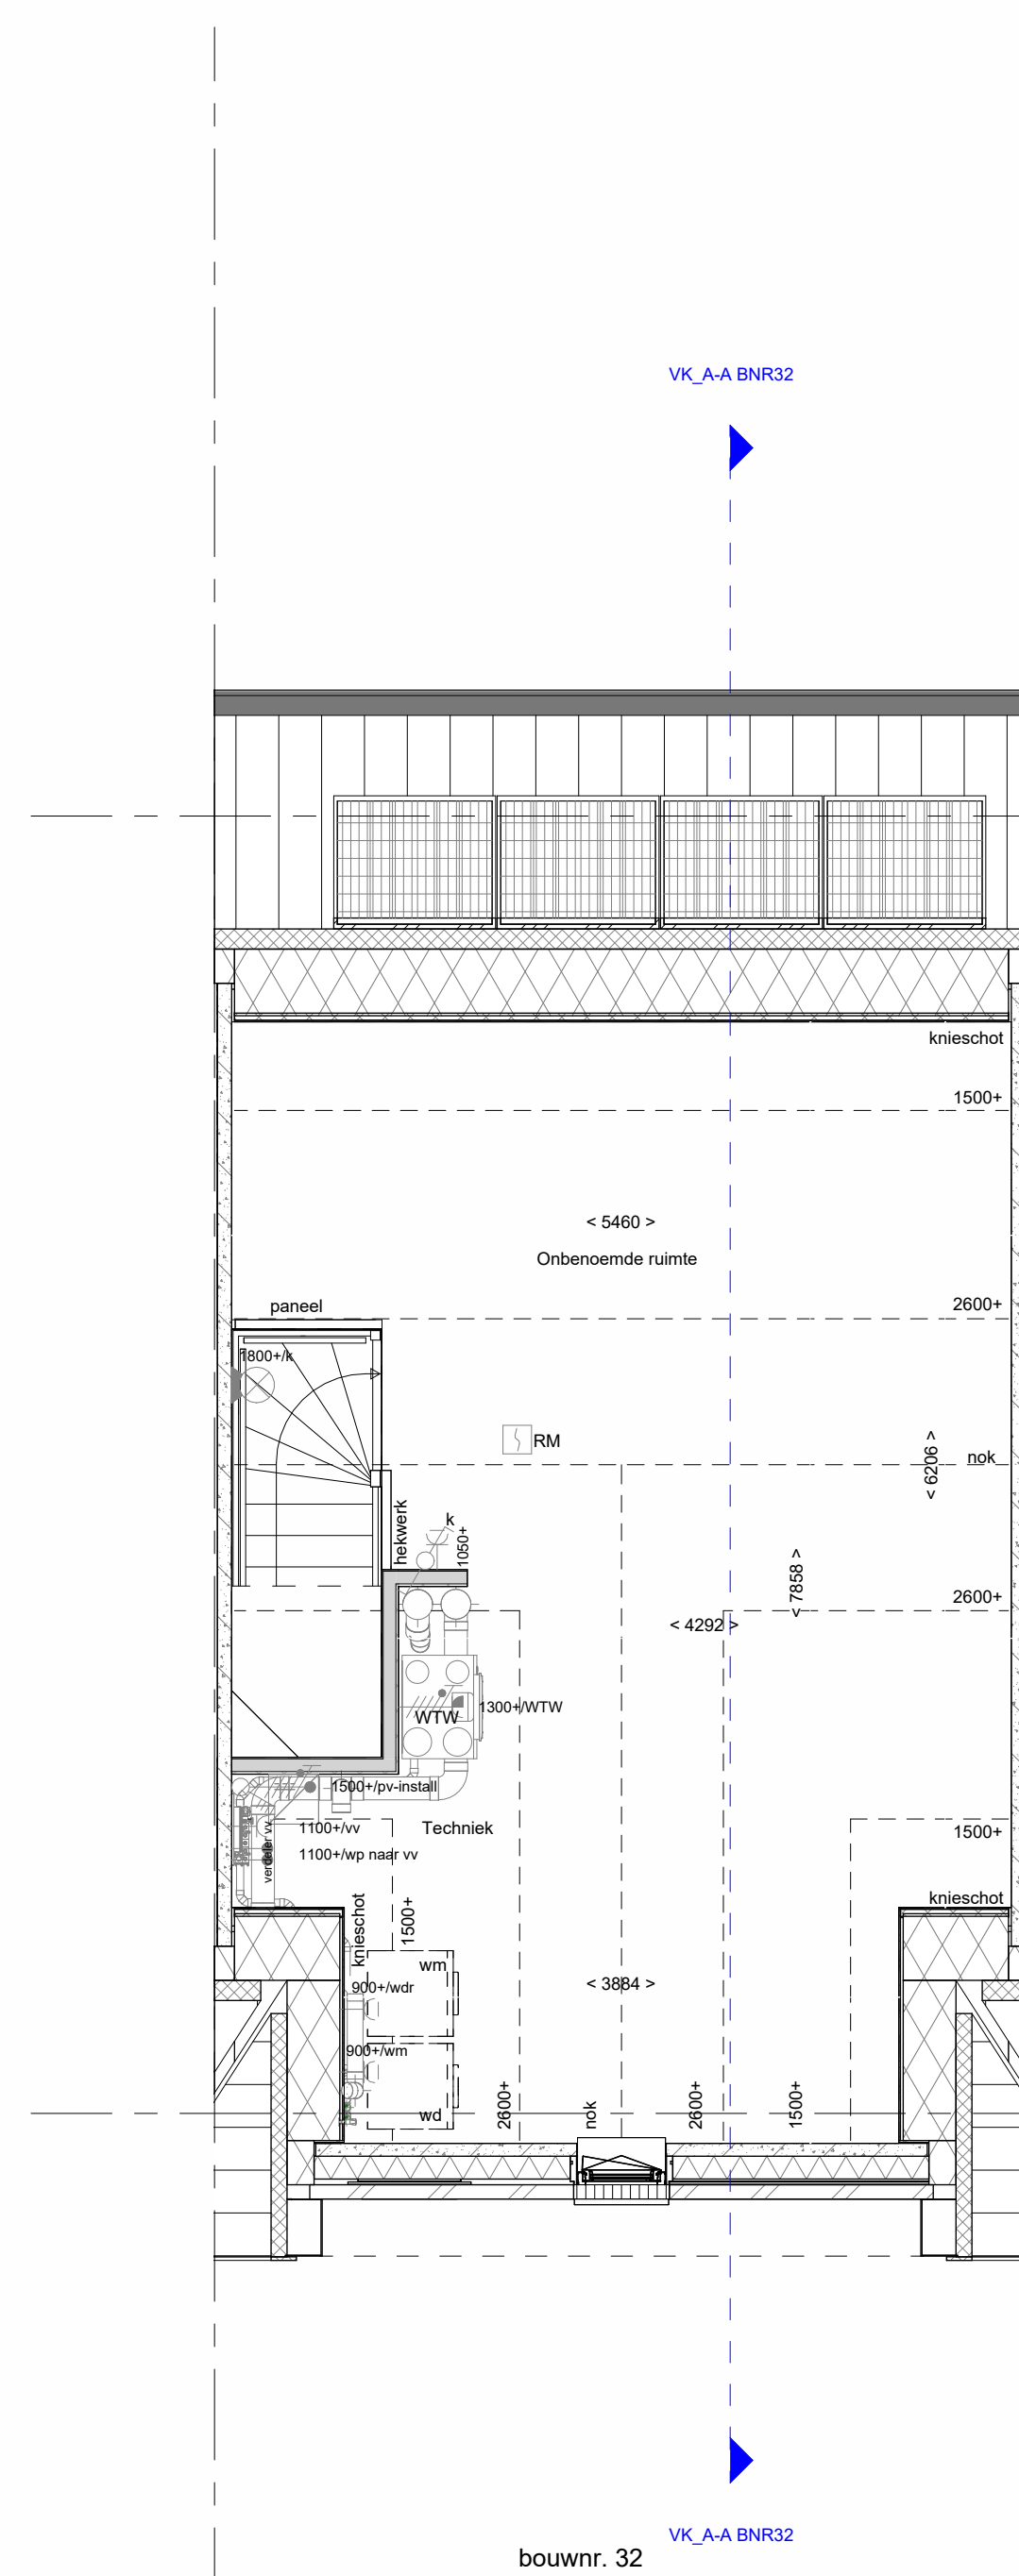 VK_A-A BNR32
knieschot
1500+
< 5460 >
Onbenoemde ruimte
paneel
2600+
1800+/k
RM
nok
< 6206 >
hekwerk
k
1050+
< 7858 >
2600+
< 4292 >
1300+/WTW
WTW
1500+/pv-install
1100+/vv
Techniek
1500+
verdeler vv
1100+/wp naar vv
knieschot
knieschot
1500+
wm
900+/wdr
< 3884 >
900+/wm
wd
2600+
nok
2600+
1500+
VK_A-A BNR32
bouwnr. 32